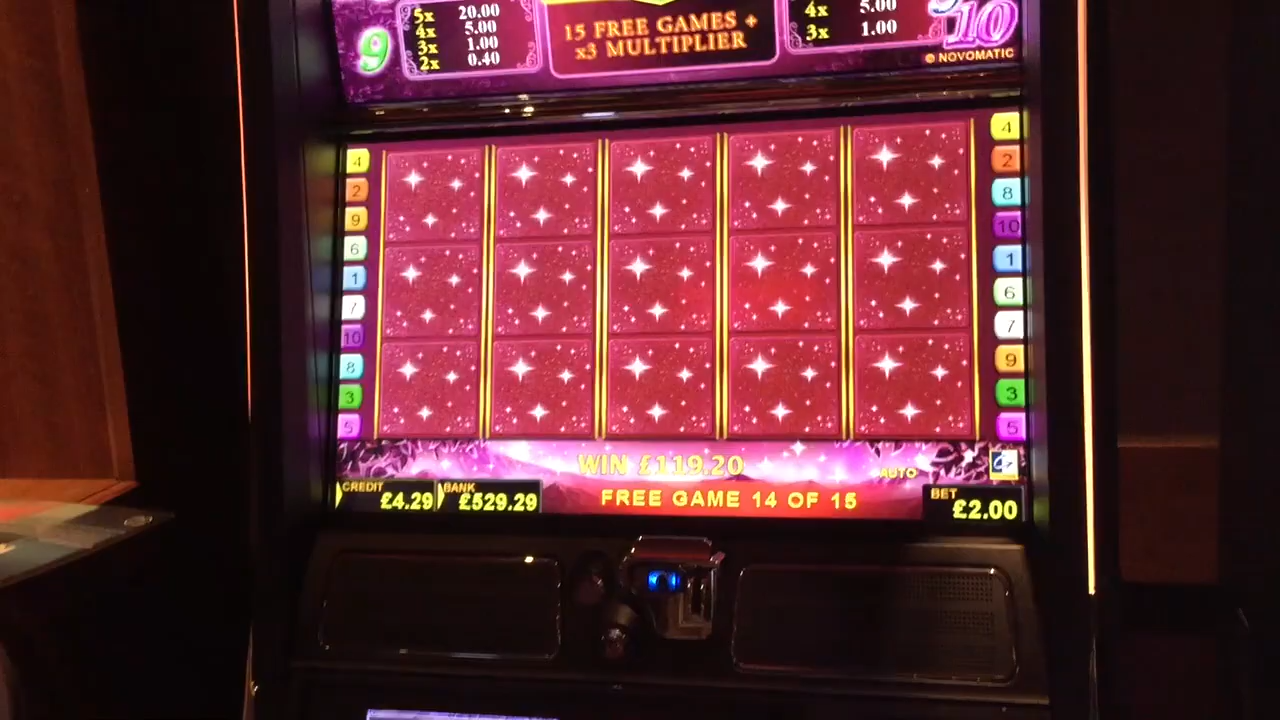 5x 20.00
4x 5.00
3x 1.00
2x 0.40
9
15 FREE GAMES +
x3 MULTIPLIER
4x 5.00
3x 1.00
10
© NOVOMATIC
4
2
9
6
1
7
10
8
3
5
4
2
8
10
1
6
7
9
3
5
WIN £119.20
AUTO
CREDIT
£4.29
BANK
£529.29
FREE GAME 14 OF 15
BET
£2.00